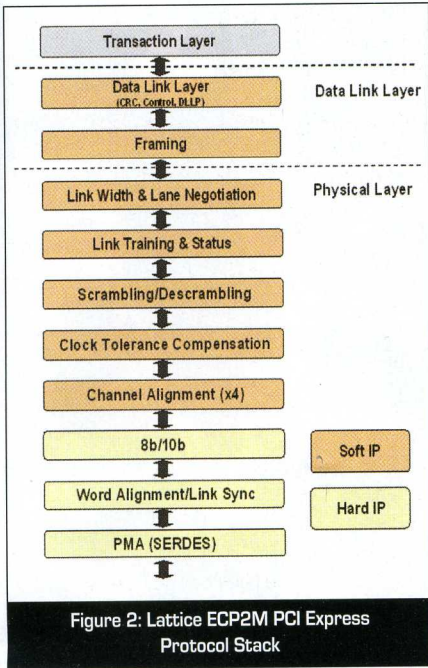 Transaction Layer
Data Link Layer
(CRC, Control, DLLP)
Data Link Layer
Framing
Link Width & Lane Negotiation
Physical Layer
Link Training & Status
Scrambling/Descrambling
Clock Tolerance Compensation
Channel Alignment (x4)
8b/10b
Soft IP
Word Alignment/Link Sync
Hard IP
PMA (SERDES)
Figure 2: Lattice ECP2M PCI Express
Protocol Stack